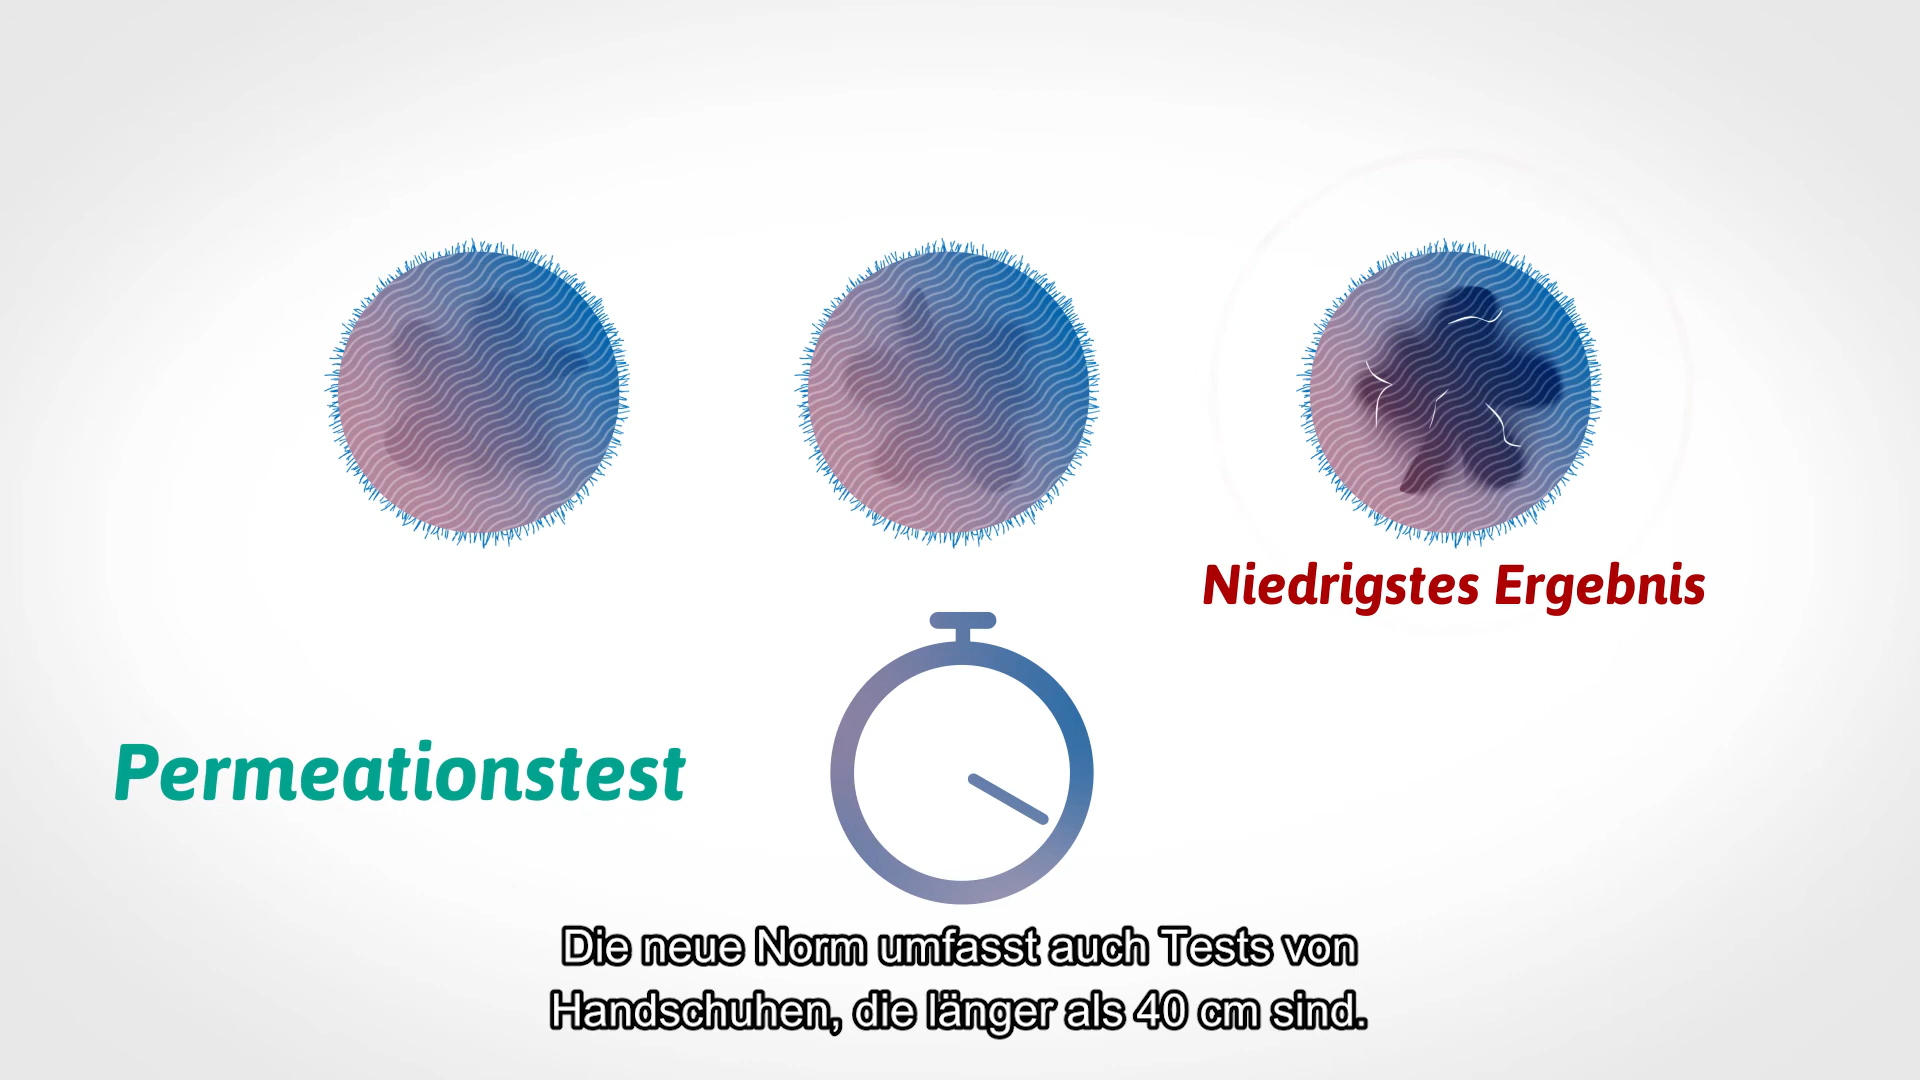 Niedrigstes Ergebnis
Permeationstest
Die neue Norm umfasst auch Tests von
Handschuhen, die länger als 40 cm sind.